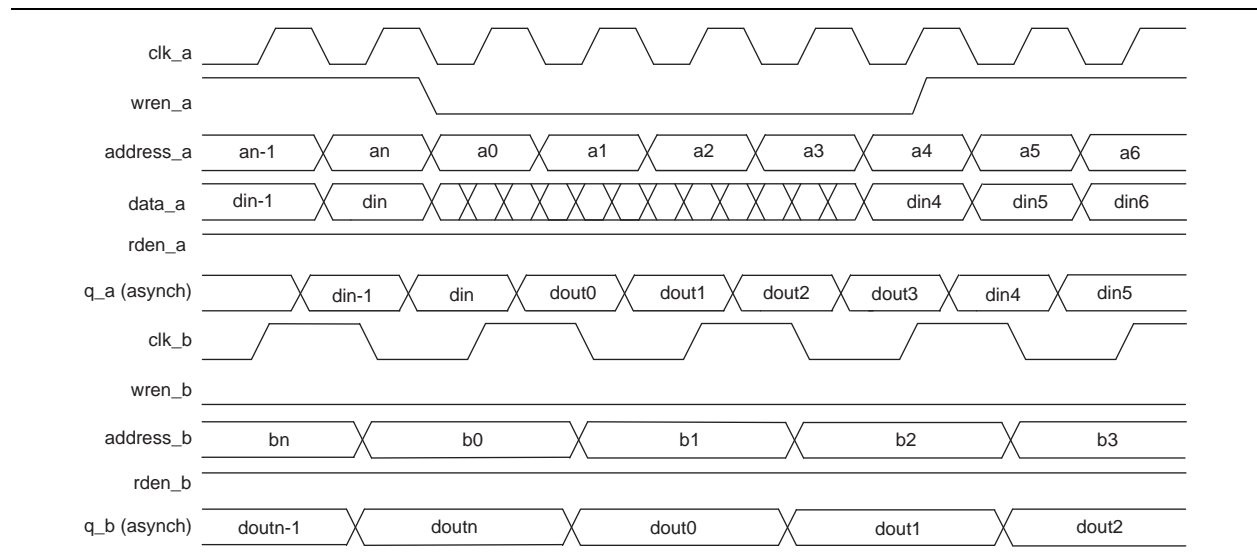 clk_a
wren_a
address_a an-1 an a0 a1 a2 a3 a4 a5 a6
data_a din-1 din din4 din5 din6
rden_a
q_a (asynch) din-1 din dout0 dout1 dout2 dout3 din4 din5
clk_b
wren_b
address_b bn b0 b1 b2 b3
rden_b
q_b (asynch) doutn-1 doutn dout0 dout1 dout2